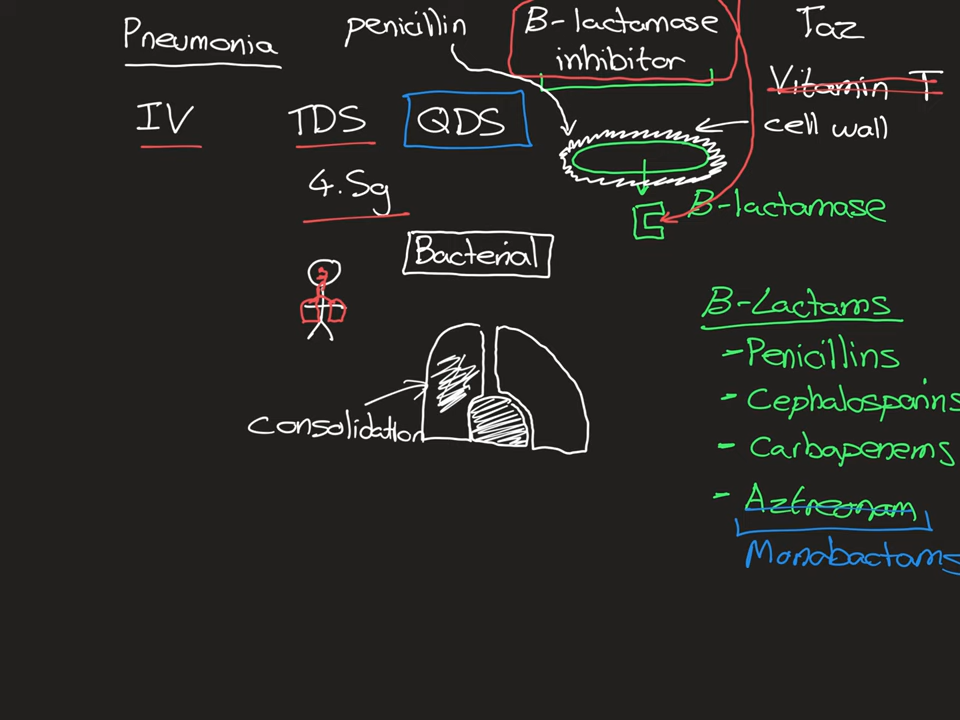 Pneumonia
penicillin
B-lactamase
inhibitor
Taz
Vitamin T
cell wall
IV
TDS
QDS
4.5g
B-lactamase
Bacterial
B-Lactams
- Penicillins
- Cephalosporins
- Carbapenems
- Aztreonam
Monobactams
Consolidation